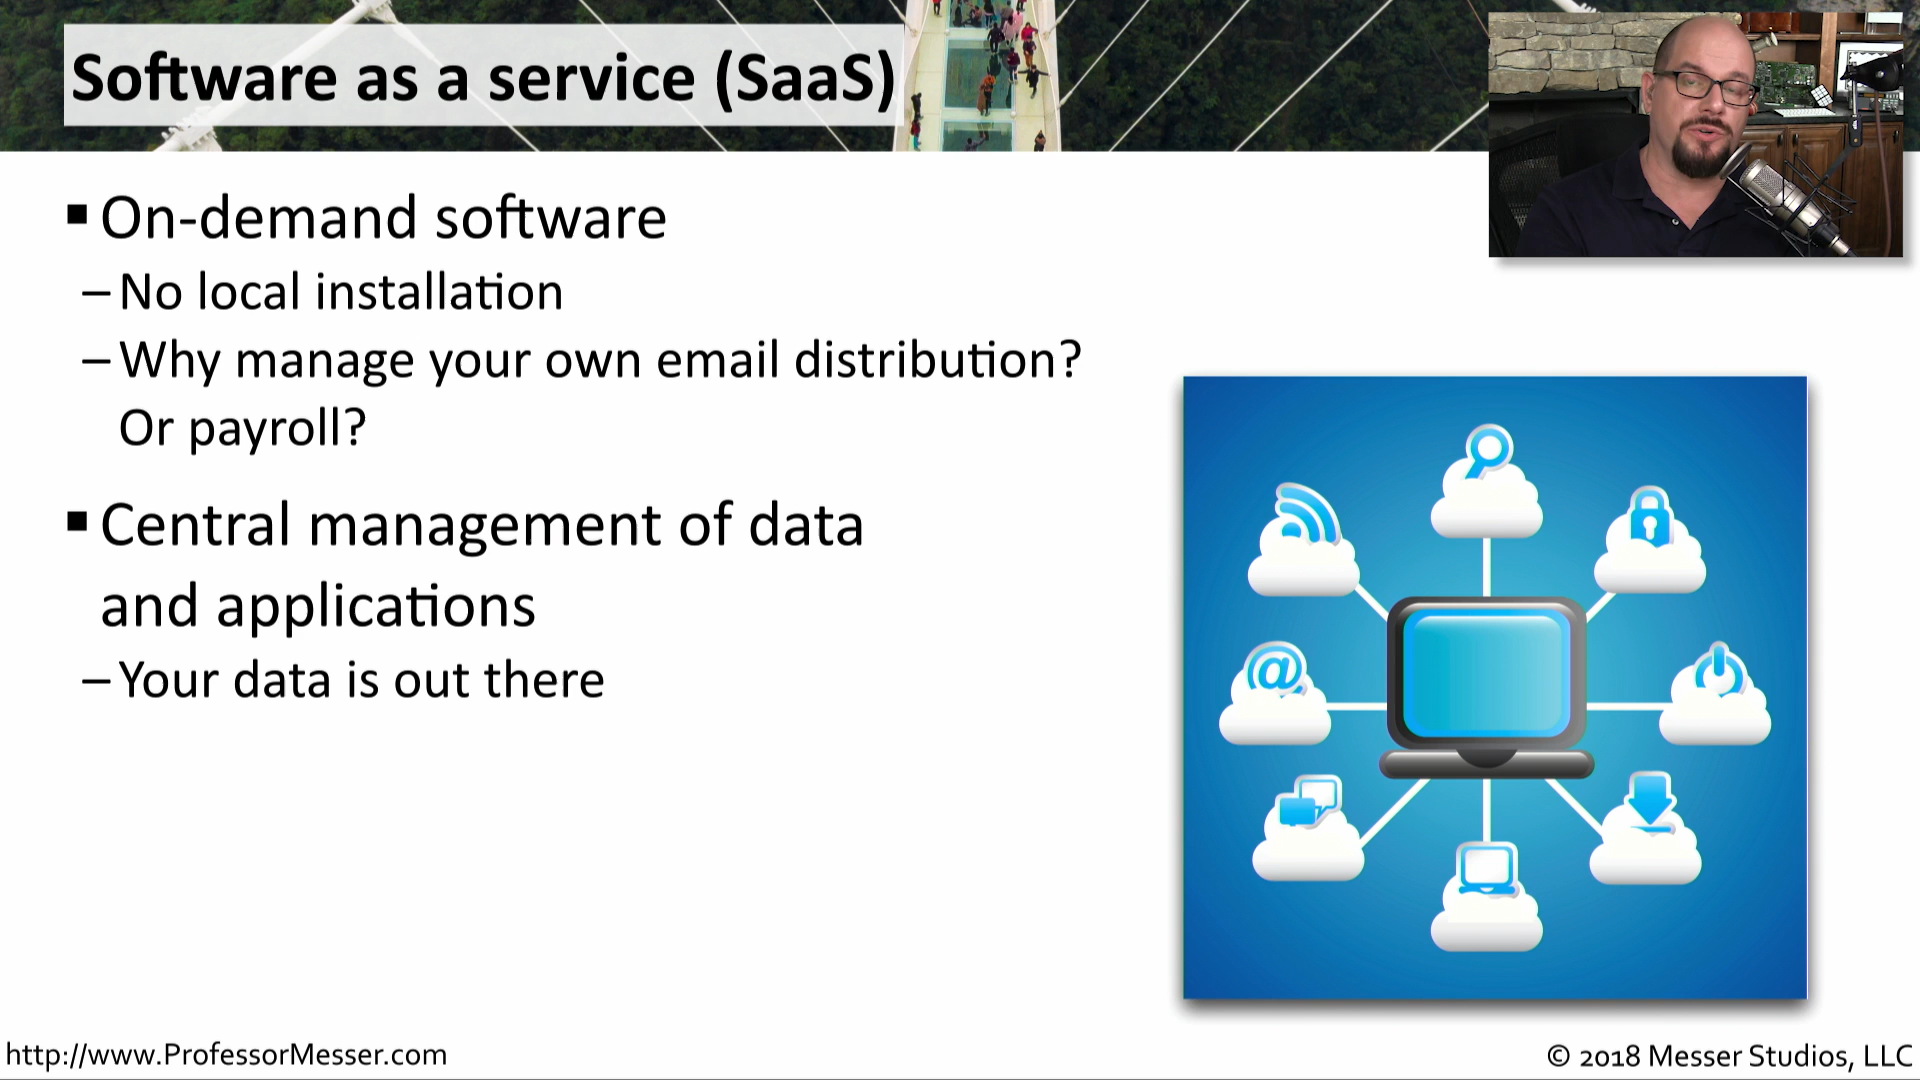 Software as a service (SaaS)
▪ On-demand software
– No local installation
– Why manage your own email distribution?
Or payroll?
▪ Central management of data
and applications
– Your data is out there
@
http://www.ProfessorMesser.com
© 2018 Messer Studios, LLC